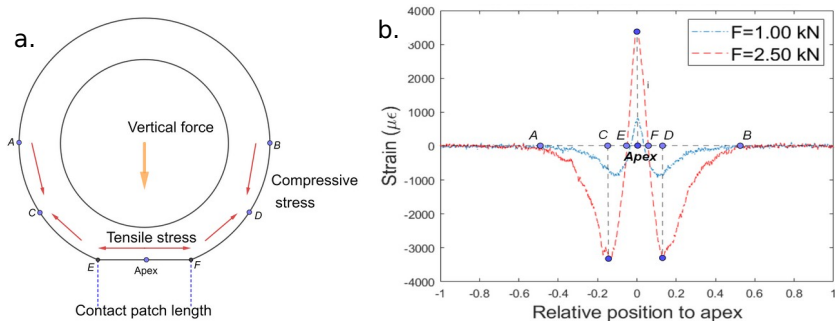 a.
A
B
Vertical force
Compressive
stress
C
D
Tensile stress
E
Apex
F
Contact patch length
b.
4000
3000
2000
1000
0
-1000
-2000
-3000
-4000
Strain (με)
F=1.00 kN
F=2.50 kN
i
A
C
E
F
D
B
Apex
-1
-0.8
-0.6
-0.4
-0.2
0
0.2
0.4
0.6
0.8
1
Relative position to apex